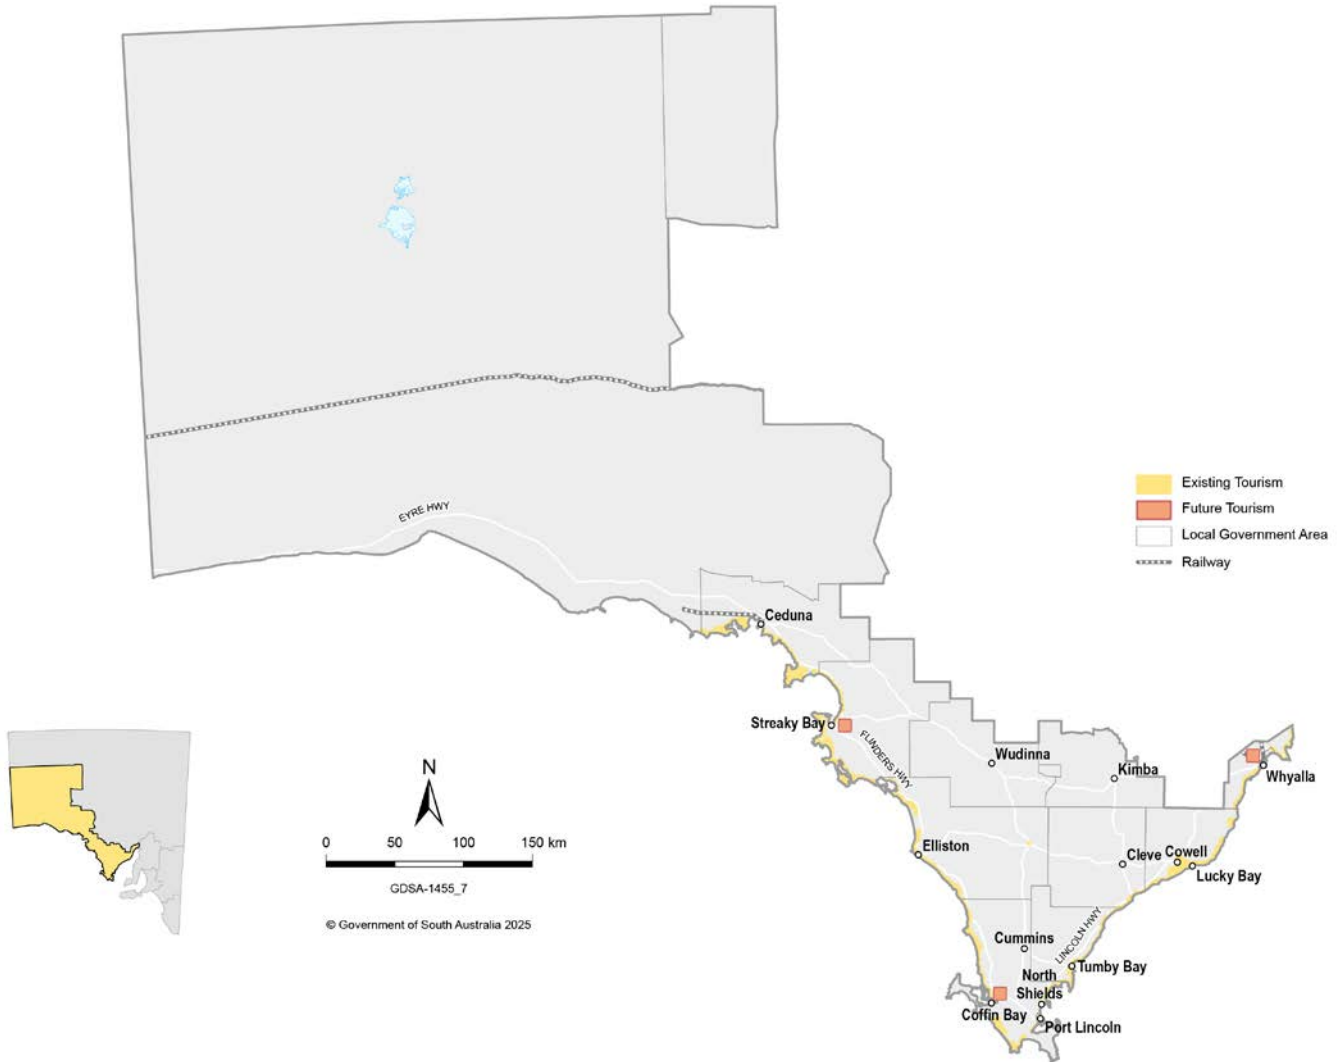 EYRE HWY
Existing Tourism
Future Tourism
Local Government Area
Railway
Ceduna
Streaky Bay
FLINDERS HWY
Wudinna
Kimba
Whyalla
Elliston
Cleve
Cowell
Lucky Bay
LINCOLN HWY
Cummins
Tumby Bay
North
Shields
Coffin Bay
Port Lincoln
N
0 50 100 150 km
GDSA-1455_7
© Government of South Australia 2025